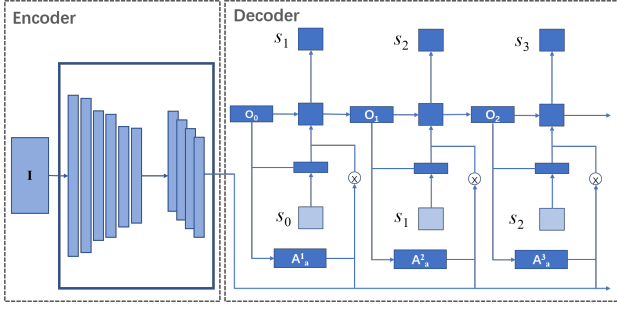 Encoder
Decoder
s₁ s₂ s₃
O₀ O₁ O₂
I
x x x
s₀ s₁ s₂
A¹ₐ A²ₐ A³ₐ